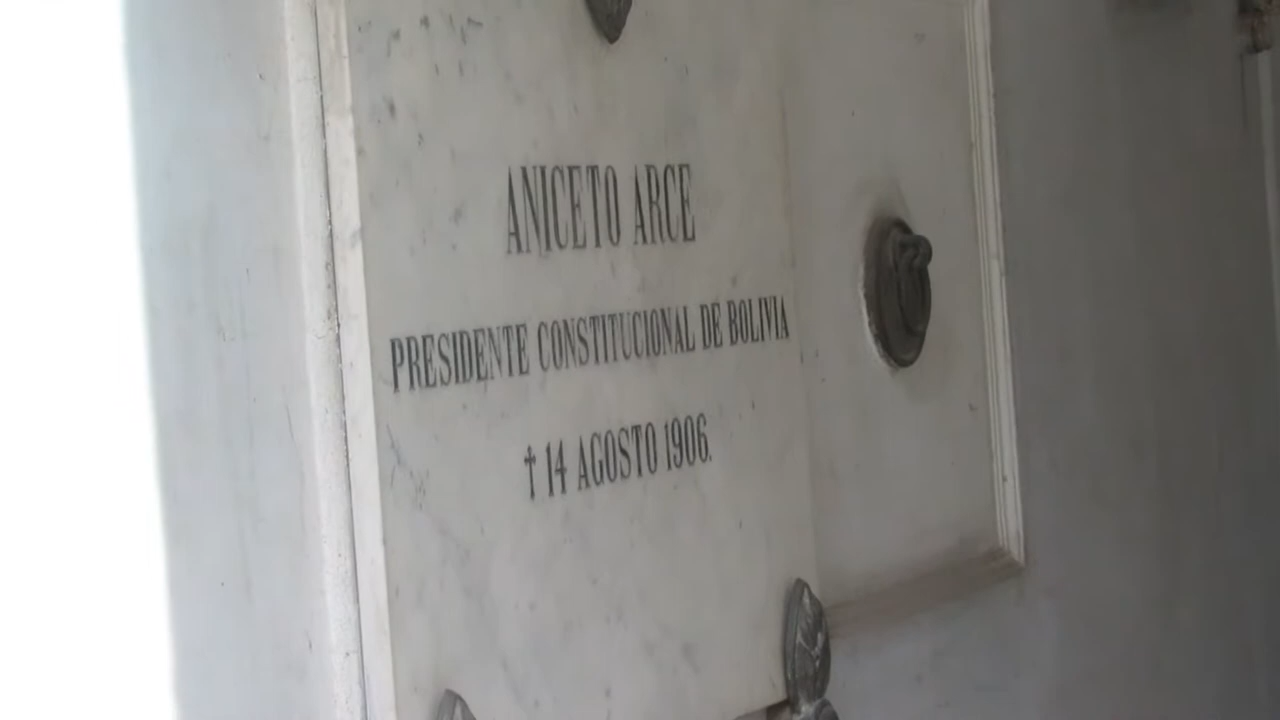 ANICETO ARCE
PRESIDENTE CONSTITUCIONAL DE BOLIVIA
† 14 AGOSTO 1906.